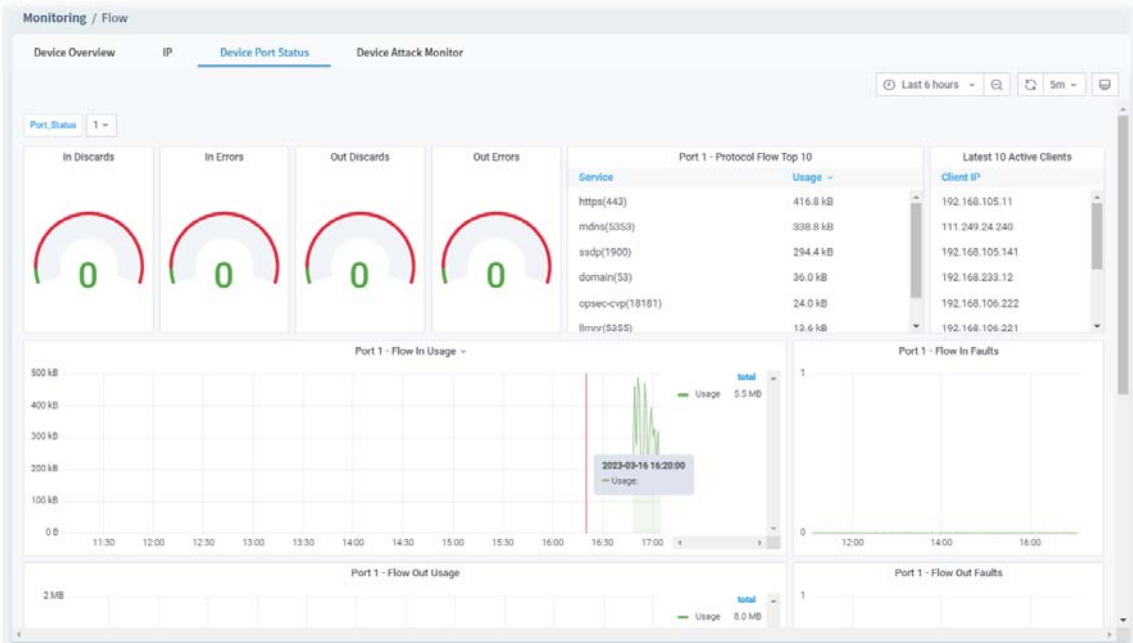 Monitoring / Flow
Device Overview IP Device Port Status Device Attack Monitor
Last 6 hours 5m
Port_Status 1
In Discards In Errors Out Discards Out Errors Port 1 - Protocol Flow Top 10 Latest 10 Active Clients
Service Usage Client IP
https(443) 416.8 kB 192.168.105.11
mdns(5353) 338.8 kB 111.249.24.240
ssdp(1900) 294.4 kB 192.168.105.141
0 0 0 0
domain(53) 36.0 kB 192.168.233.12
opsec-cvp(18181) 24.0 kB 192.168.106.222
llmnr(5355) 13.6 kB 192.168.106.221
Port 1 - Flow In Usage Port 1 - Flow In Faults
500 kB total 1
Usage 5.5 MB
400 kB
300 kB
2023-03-16 16:20:00
200 kB
Usage:
100 kB
0 B 0
11:30 12:00 12:30 13:00 13:30 14:00 14:30 15:00 15:30 16:00 16:30 17:00 12:00 14:00 16:00
Port 1 - Flow Out Usage Port 1 - Flow Out Faults
2 MB total 1
Usage 8.0 MB